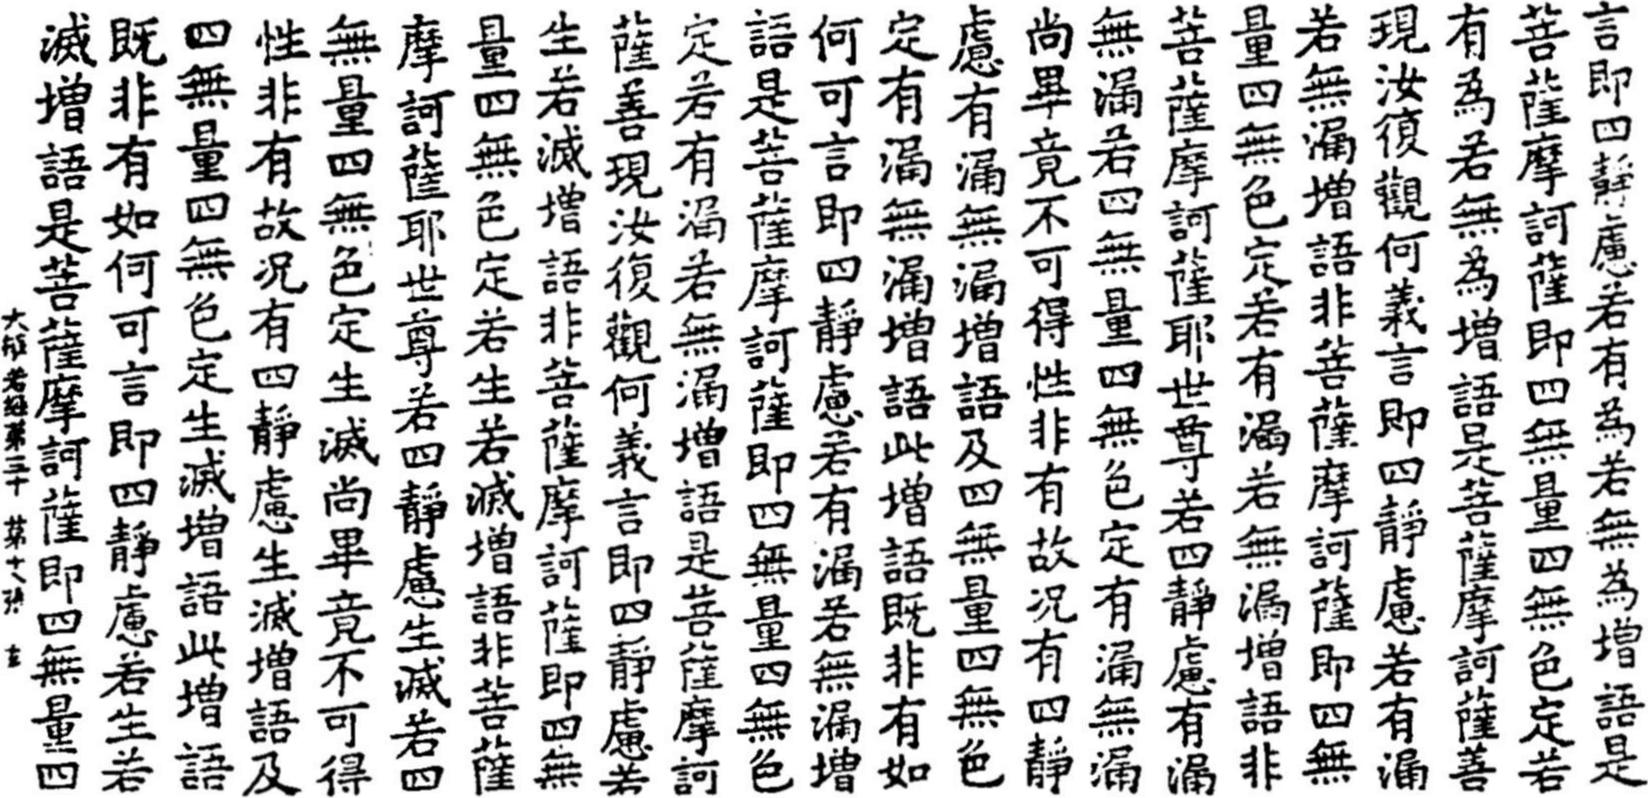 言即四靜慮若有為若無為增語是
菩薩摩訶薩即四無量四無色定若
有為若無為增語是菩薩摩訶薩善
現汝復觀何義言即四靜慮若有漏
若無漏增語非菩薩摩訶薩即四無
量四無色定若有漏若無漏增語非
菩薩摩訶薩耶世尊若四靜慮有漏
無漏若四無量四無色定有漏無漏
尚畢竟不可得性非有故况有四靜
慮有漏無漏增語及四無量四無色
定有漏無漏增語此增語既非有如
何可言即四靜慮若有漏若無漏增
語是菩薩摩訶薩即四無量四無色
定若有漏若無漏增語是菩薩摩訶
薩善現汝復觀何義言即四靜慮若
生若滅增語非菩薩摩訶薩即四無
量四無色定若生若滅增語非菩薩
摩訶薩耶世尊若四靜慮生滅若四
無量四無色定生滅尚畢竟不可得
性非有故况有四靜慮生滅增語及
四無量四無色定生滅增語此增語
既非有如何可言即四靜慮若生若
滅增語是菩薩摩訶薩即四無量四
大般若經第三十 第十八張